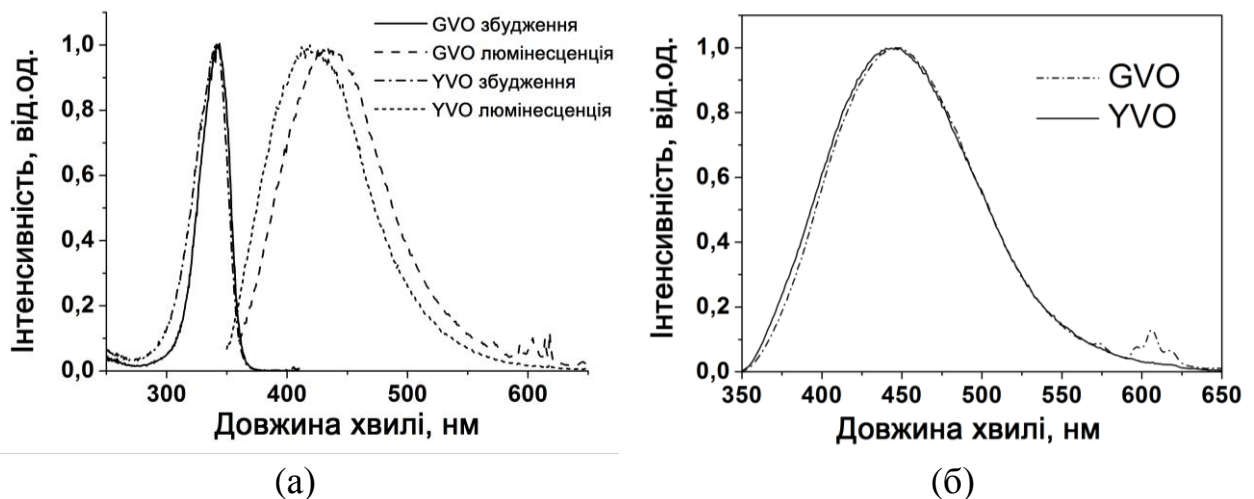 GVO збудження
GVO люмінесценція
YVO збудження
YVO люмінесценція
Інтенсивність, від.од.
1,0
0,8
0,6
0,4
0,2
0,0
300
400
500
600
Довжина хвилі, нм
(а)
GVO
YVO
Інтенсивність, від.од.
1,0
0,8
0,6
0,4
0,2
0,0
350
400
450
500
550
600
650
Довжина хвилі, нм
(б)